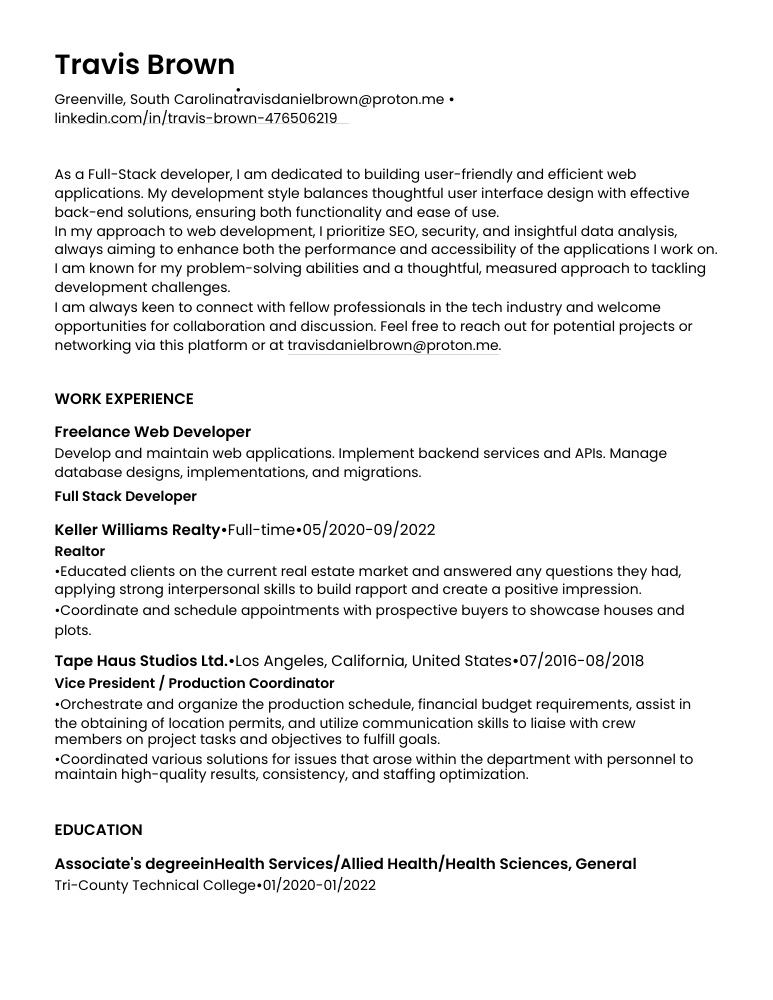 Travis Brown
Greenville, South Carolina•travisdanielbrown@proton.me •
linkedin.com/in/travis-brown-476506219
As a Full-Stack developer, I am dedicated to building user-friendly and efficient web
applications. My development style balances thoughtful user interface design with effective
back-end solutions, ensuring both functionality and ease of use.
In my approach to web development, I prioritize SEO, security, and insightful data analysis,
always aiming to enhance both the performance and accessibility of the applications I work on.
I am known for my problem-solving abilities and a thoughtful, measured approach to tackling
development challenges.
I am always keen to connect with fellow professionals in the tech industry and welcome
opportunities for collaboration and discussion. Feel free to reach out for potential projects or
networking via this platform or at travisdanielbrown@proton.me.
WORK EXPERIENCE
Freelance Web Developer
Develop and maintain web applications. Implement backend services and APIs. Manage
database designs, implementations, and migrations.
Full Stack Developer
Keller Williams Realty•Full-time•05/2020-09/2022
Realtor
•Educated clients on the current real estate market and answered any questions they had,
applying strong interpersonal skills to build rapport and create a positive impression.
•Coordinate and schedule appointments with prospective buyers to showcase houses and
plots.
Tape Haus Studios Ltd.•Los Angeles, California, United States•07/2016-08/2018
Vice President / Production Coordinator
•Orchestrate and organize the production schedule, financial budget requirements, assist in
the obtaining of location permits, and utilize communication skills to liaise with crew
members on project tasks and objectives to fulfill goals.
•Coordinated various solutions for issues that arose within the department with personnel to
maintain high-quality results, consistency, and staffing optimization.
EDUCATION
Associate's degreeinHealth Services/Allied Health/Health Sciences, General
Tri-County Technical College•01/2020-01/2022